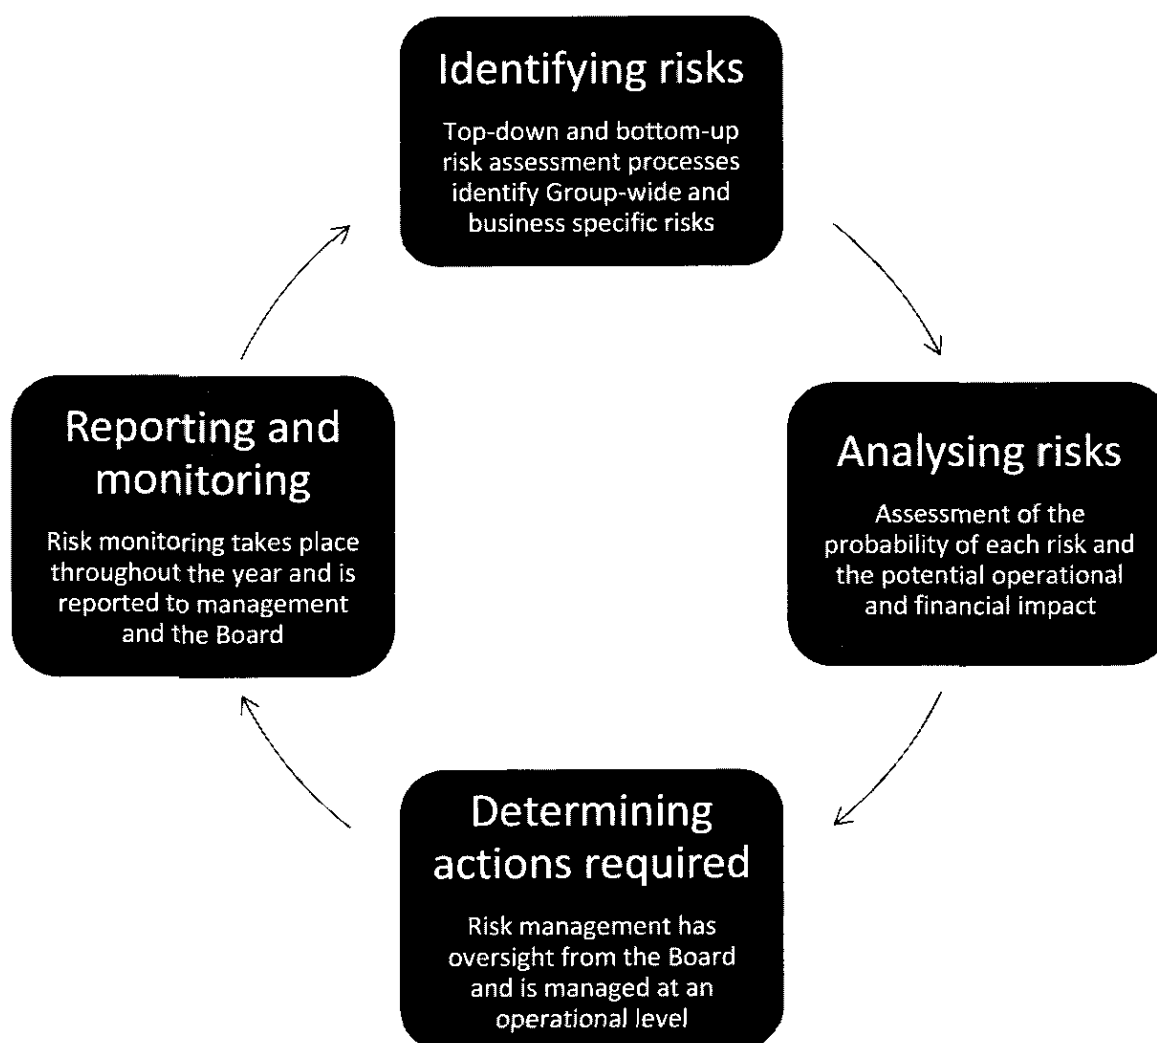 Identifying risks
Top-down and bottom-up
risk assessment processes
identify Group-wide and
business specific risks
Analysing risks
Assessment of the
probability of each risk and
the potential operational
and financial impact
Determining
actions required
Risk management has
oversight from the Board
and is managed at an
operational level
Reporting and
monitoring
Risk monitoring takes place
throughout the year and is
reported to management
and the Board